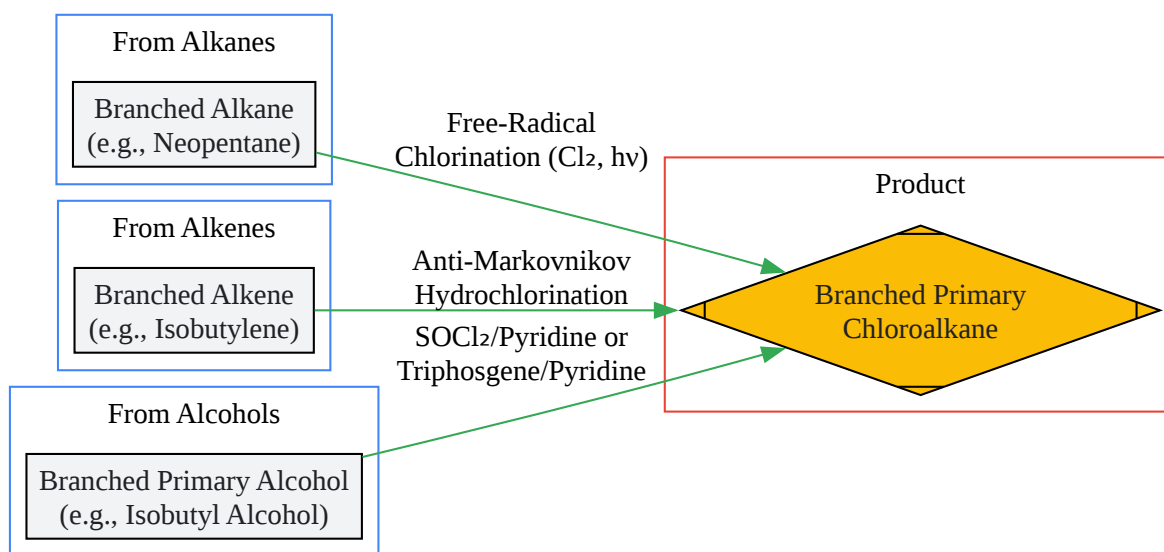 From Alkanes
Branched Alkane
(e.g., Neopentane)
Free-Radical
Chlorination (Cl₂, hν)
From Alkenes
Branched Alkene
(e.g., Isobutylene)
Anti-Markovnikov
Hydrochlorination
From Alcohols
Branched Primary Alcohol
(e.g., Isobutyl Alcohol)
SOCl₂/Pyridine or
Triphosgene/Pyridine
Product
Branched Primary
Chloroalkane